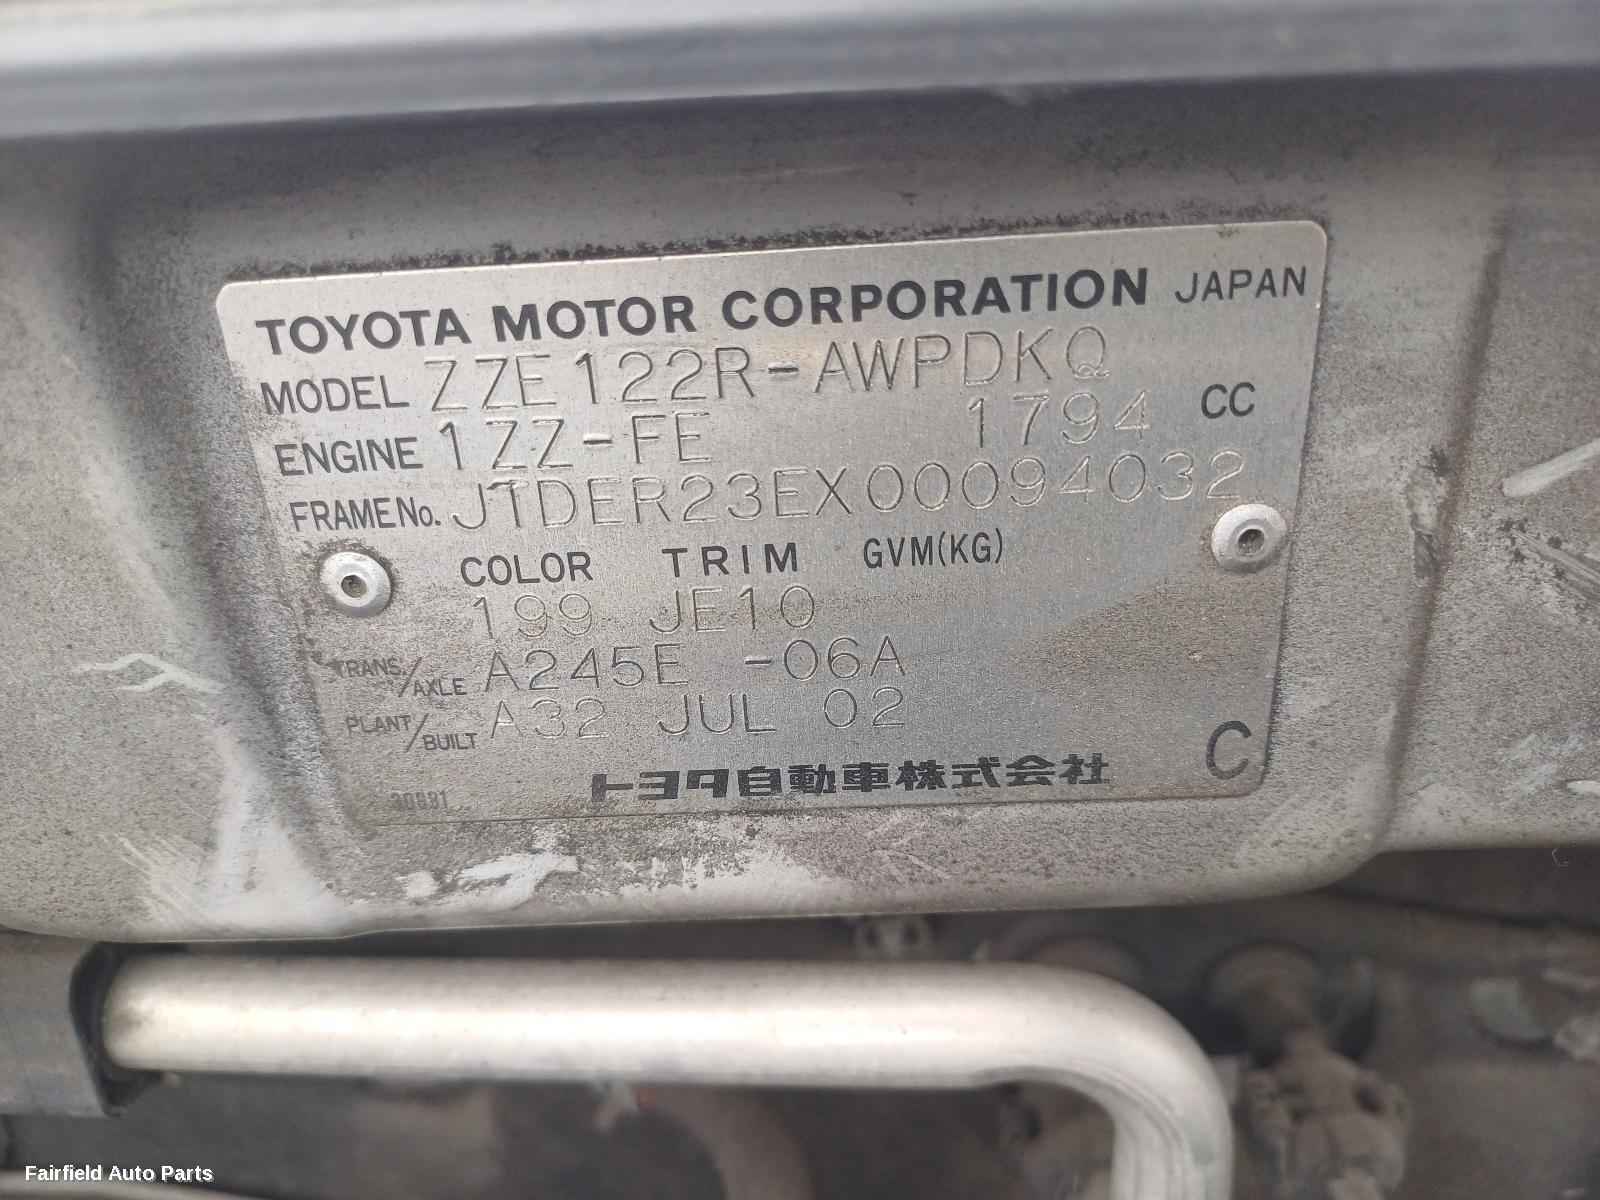 TOYOTA MOTOR CORPORATION JAPAN
MODEL ZZE122R-AWPDKQ
ENGINE 1ZZ-FE 1794 CC
FRAME No. JTDER23EX00094032
COLOR TRIM GVM(KG)
199 JE10
TRANS./AXLE A245E -06A
PLANT/BUILT A32 JUL 02
トヨタ自動車株式会社 C
30681
Fairfield Auto Parts